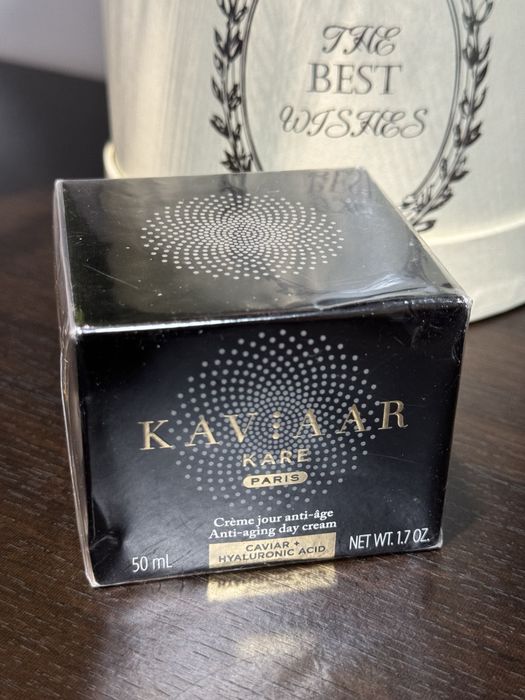 THE
BEST
WISHES
KAV⋮AAR
KARE
PARIS
Crème jour anti-âge
Anti-aging day cream
CAVIAR +
HYALURONIC ACID
50 mL
NET WT. 1.7 OZ.